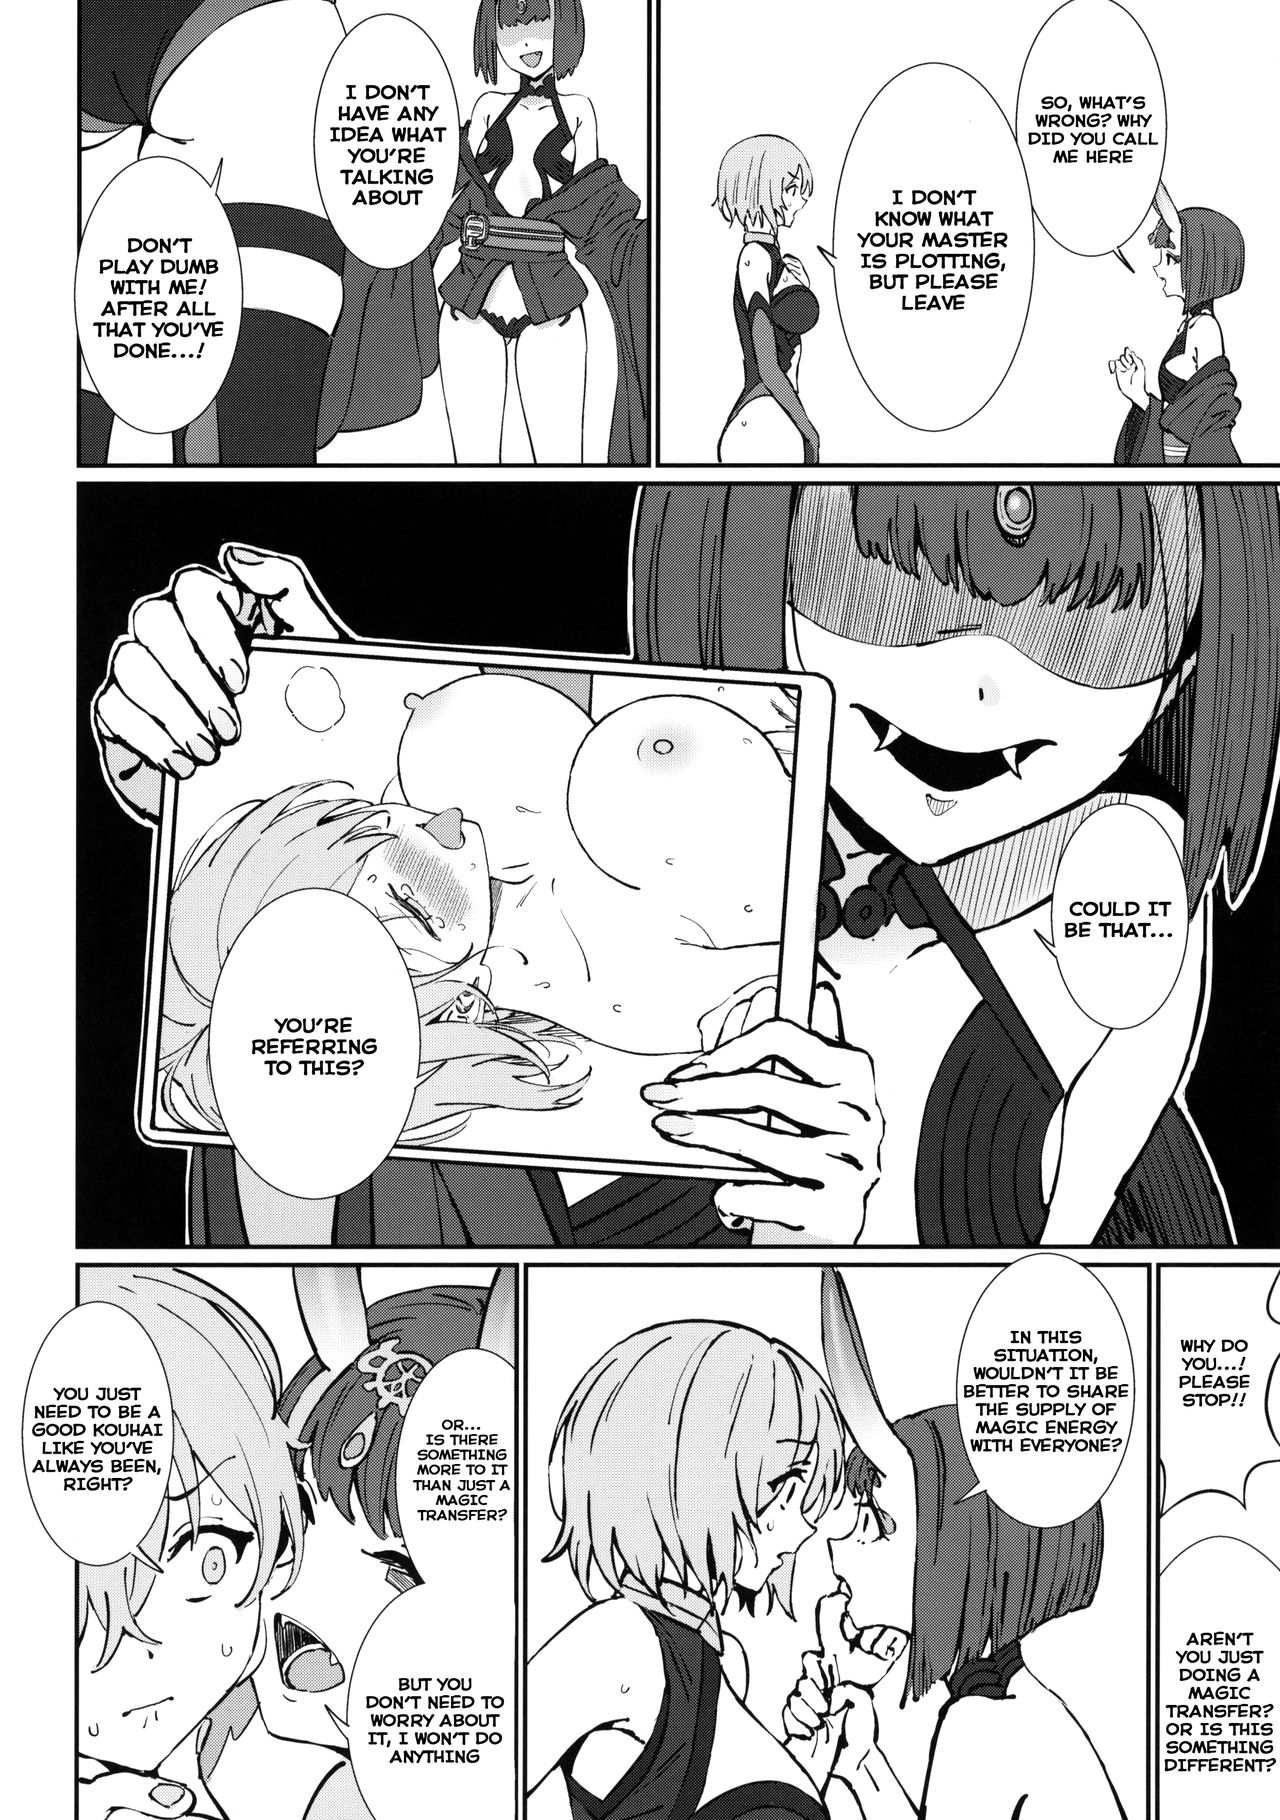 SO, WHAT'S
WRONG? WHY
DID YOU CALL
ME HERE
I DON'T
KNOW WHAT
YOUR MASTER
IS PLOTTING,
BUT PLEASE
LEAVE
I DON'T
HAVE ANY
IDEA WHAT
YOU'RE
TALKING
ABOUT
DON'T
PLAY DUMB
WITH ME!
AFTER ALL
THAT YOU'VE
DONE...!
COULD IT
BE THAT...
YOU'RE
REFERRING
TO THIS?
WHY DO
YOU...!
PLEASE
STOP!!
AREN'T
YOU JUST
DOING A
MAGIC
TRANSFER?
OR IS THIS
SOMETHING
DIFFERENT?
IN THIS
SITUATION,
WOULDN'T IT BE
BETTER TO SHARE
THE SUPPLY OF
MAGIC ENERGY
WITH EVERYONE?
OR...
IS THERE
SOMETHING
MORE TO IT
THAN JUST A
MAGIC
TRANSFER?
BUT YOU
DON'T NEED TO
WORRY ABOUT
IT, I WON'T DO
ANYTHING
YOU JUST
NEED TO BE A
GOOD KOUHAI
LIKE YOU'VE
ALWAYS BEEN,
RIGHT?